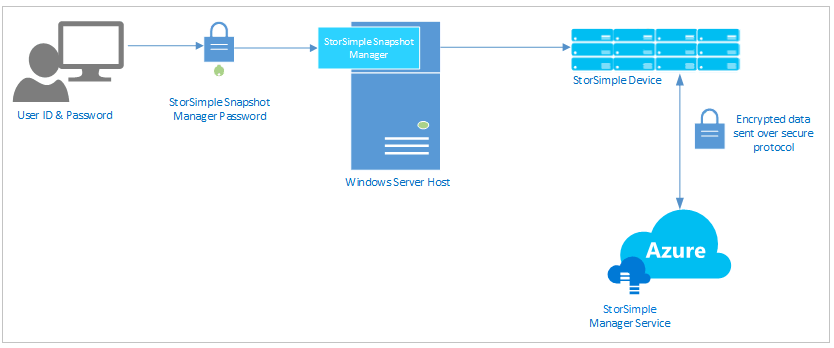 User ID & Password
StorSimple Snapshot
Manager Password
StorSimple Snapshot
Manager
Windows Server Host
StorSimple Device
Encrypted data
sent over secure
protocol
Azure
StorSimple
Manager Service